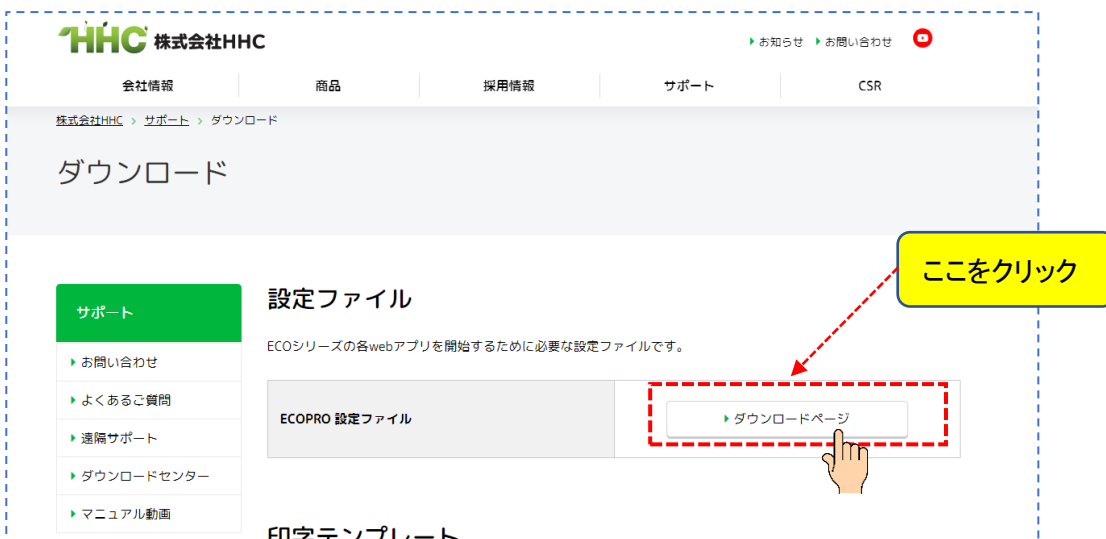 HHC 株式会社HHC
お知らせ お問い合わせ
会社情報 商品 採用情報 サポート CSR
株式会社HHC > サポート > ダウンロード
ダウンロード
ここをクリック
サポート
お問い合わせ
よくあるご質問
遠隔サポート
ダウンロードセンター
マニュアル動画
設定ファイル
ECOシリーズの各webアプリを開始するために必要な設定ファイルです。
ECOPRO 設定ファイル
ダウンロードページ
印字テンプレート